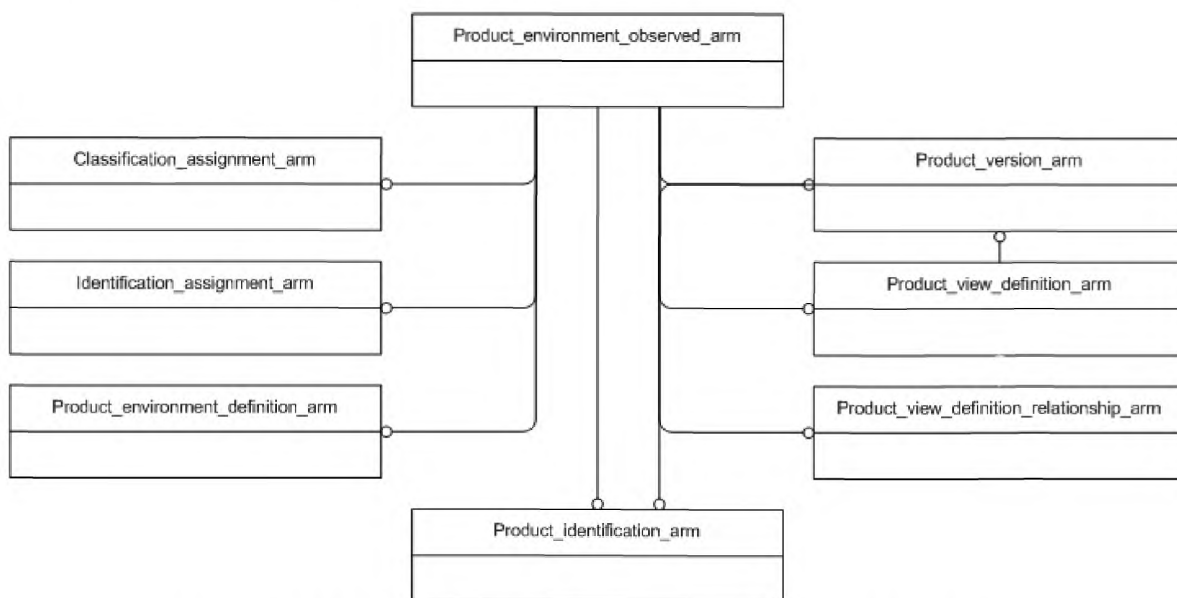 Product_environment_observed_arm
Classification_assignment_arm
Product_version_arm
Identification_assignment_arm
Product_view_definition_arm
Product_environment_definition_arm
Product_view_definition_relationship_arm
Product_identification_arm